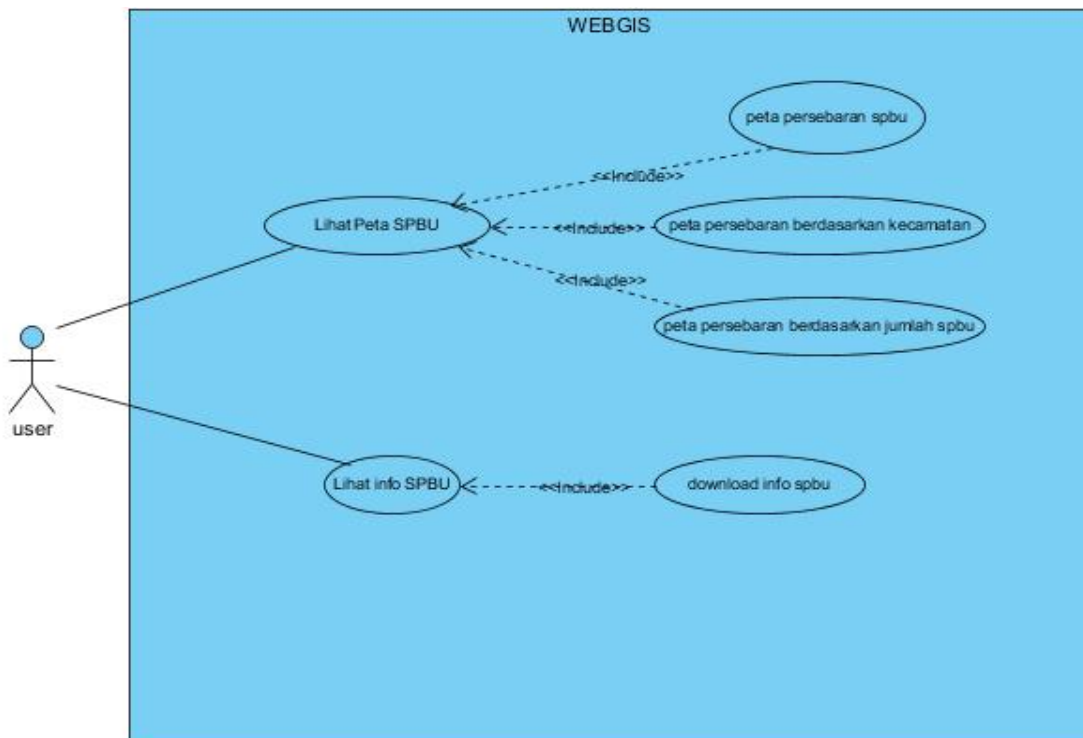 WEBGIS
peta persebaran spbu
<<Include>>
Lihat Peta SPBU
<<Include>>
peta persebaran berdasarkan kecamatan
<<Include>>
peta persebaran berdasarkan jumlah spbu
user
Lihat info SPBU
<<Include>>
download info spbu